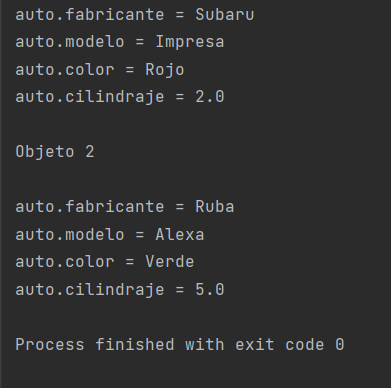 auto.fabricante = Subaru
auto.modelo = Impresa
auto.color = Rojo
auto.cilindraje = 2.0
Objeto 2
auto.fabricante = Ruba
auto.modelo = Alexa
auto.color = Verde
auto.cilindraje = 5.0
Process finished with exit code 0